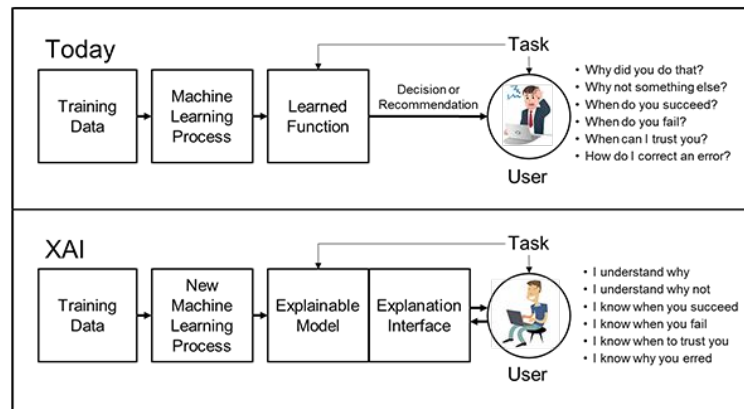 Today
Task
Training
Data
Machine
Learning
Process
Learned
Function
Decision or
Recommendation
User
• Why did you do that?
• Why not something else?
• When do you succeed?
• When do you fail?
• When can I trust you?
• How do I correct an error?
XAI
Task
Training
Data
New
Machine
Learning
Process
Explainable
Model
Explanation
Interface
User
• I understand why
• I understand why not
• I know when you succeed
• I know when you fail
• I know when to trust you
• I know why you erred